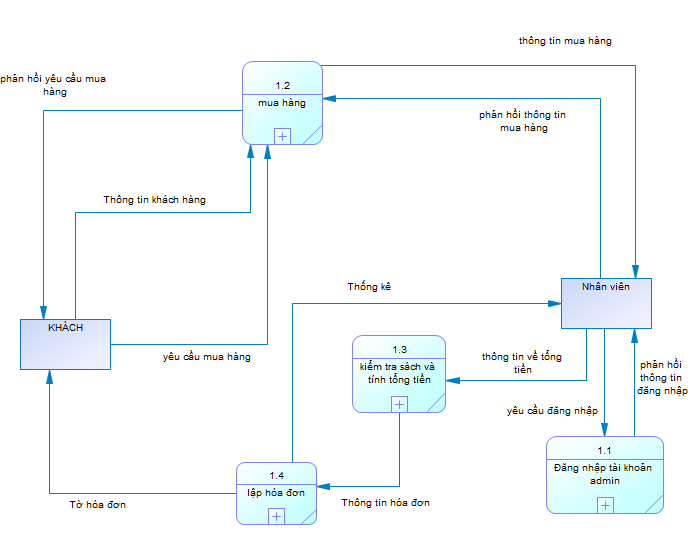 thông tin mua hàng
phản hồi yêu cầu mua
hàng
1.2
mua hàng
phản hồi thông tin
mua hàng
Thông tin khách hàng
Thống kê
Nhân viên
KHÁCH
yêu cầu mua hàng
1.3
kiểm tra sách và
tính tổng tiền
thông tin về tổng
tiền
phản hồi
thông tin
đăng nhập
yêu cầu đăng nhập
1.1
Đăng nhập tài khoản
admin
1.4
lập hóa đơn
Tờ hóa đơn
Thông tin hóa đơn